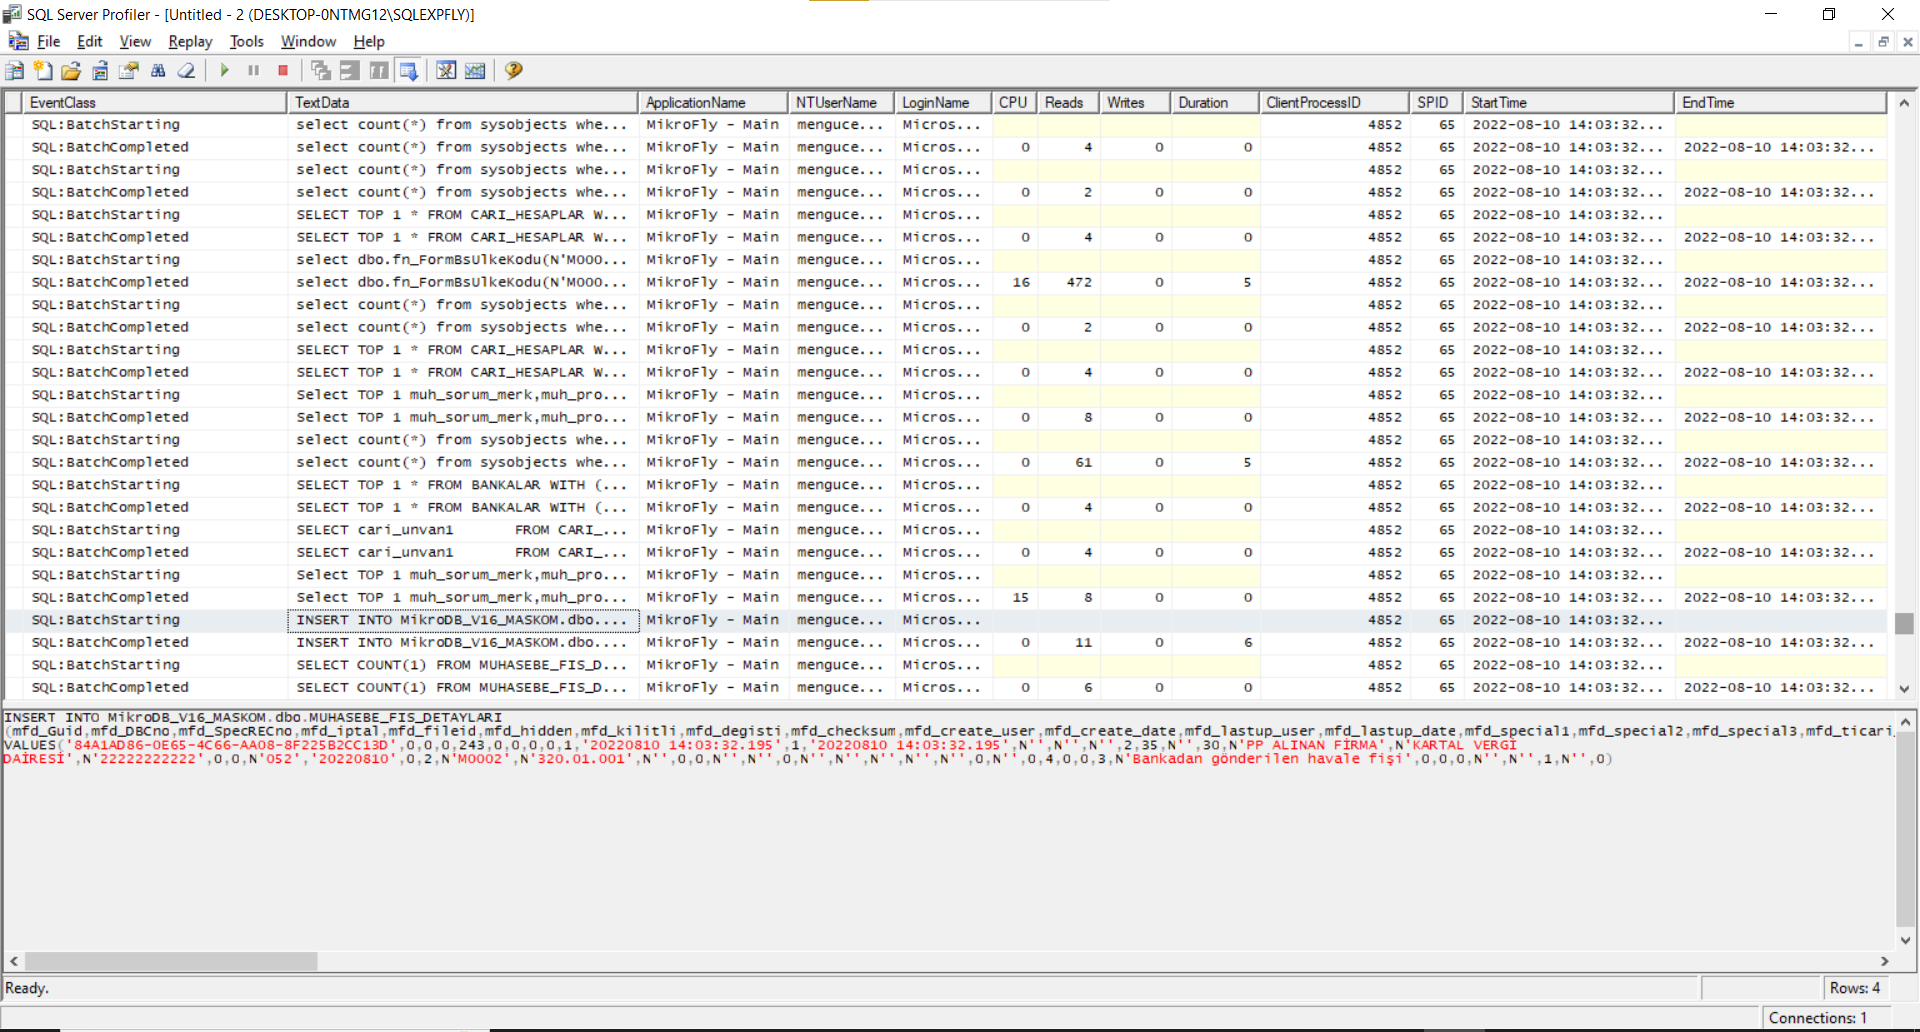 SQL Server Profiler - [Untitled - 2 (DESKTOP-0NTMG12\SQLEXPFLY)]
File Edit View Replay Tools Window Help
EventClass TextData ApplicationName NTUserName LoginName CPU Reads Writes Duration ClientProcessID SPID StartTime EndTime
SQL:BatchStarting select count(*) from sysobjects whe... MikroFly - Main menguce... Micros... 4852 65 2022-08-10 14:03:32...
SQL:BatchCompleted select count(*) from sysobjects whe... MikroFly - Main menguce... Micros... 0 4 0 0 4852 65 2022-08-10 14:03:32... 2022-08-10 14:03:32...
SQL:BatchStarting select count(*) from sysobjects whe... MikroFly - Main menguce... Micros... 4852 65 2022-08-10 14:03:32...
SQL:BatchCompleted select count(*) from sysobjects whe... MikroFly - Main menguce... Micros... 0 2 0 0 4852 65 2022-08-10 14:03:32... 2022-08-10 14:03:32...
SQL:BatchStarting SELECT TOP 1 * FROM CARI_HESAPLAR W... MikroFly - Main menguce... Micros... 4852 65 2022-08-10 14:03:32...
SQL:BatchCompleted SELECT TOP 1 * FROM CARI_HESAPLAR W... MikroFly - Main menguce... Micros... 0 4 0 0 4852 65 2022-08-10 14:03:32... 2022-08-10 14:03:32...
SQL:BatchStarting select dbo.fn_FormBsUlkeKodu(N'M000... MikroFly - Main menguce... Micros... 4852 65 2022-08-10 14:03:32...
SQL:BatchCompleted select dbo.fn_FormBsUlkeKodu(N'M000... MikroFly - Main menguce... Micros... 16 472 0 5 4852 65 2022-08-10 14:03:32... 2022-08-10 14:03:32...
SQL:BatchStarting select count(*) from sysobjects whe... MikroFly - Main menguce... Micros... 4852 65 2022-08-10 14:03:32...
SQL:BatchCompleted select count(*) from sysobjects whe... MikroFly - Main menguce... Micros... 0 2 0 0 4852 65 2022-08-10 14:03:32... 2022-08-10 14:03:32...
SQL:BatchStarting SELECT TOP 1 * FROM CARI_HESAPLAR W... MikroFly - Main menguce... Micros... 4852 65 2022-08-10 14:03:32...
SQL:BatchCompleted SELECT TOP 1 * FROM CARI_HESAPLAR W... MikroFly - Main menguce... Micros... 0 4 0 0 4852 65 2022-08-10 14:03:32... 2022-08-10 14:03:32...
SQL:BatchStarting Select TOP 1 muh_sorum_merk,muh_pro... MikroFly - Main menguce... Micros... 4852 65 2022-08-10 14:03:32...
SQL:BatchCompleted Select TOP 1 muh_sorum_merk,muh_pro... MikroFly - Main menguce... Micros... 0 8 0 0 4852 65 2022-08-10 14:03:32... 2022-08-10 14:03:32...
SQL:BatchStarting select count(*) from sysobjects whe... MikroFly - Main menguce... Micros... 4852 65 2022-08-10 14:03:32...
SQL:BatchCompleted select count(*) from sysobjects whe... MikroFly - Main menguce... Micros... 0 61 0 5 4852 65 2022-08-10 14:03:32... 2022-08-10 14:03:32...
SQL:BatchStarting SELECT TOP 1 * FROM BANKALAR WITH (... MikroFly - Main menguce... Micros... 4852 65 2022-08-10 14:03:32...
SQL:BatchCompleted SELECT TOP 1 * FROM BANKALAR WITH (... MikroFly - Main menguce... Micros... 0 4 0 0 4852 65 2022-08-10 14:03:32... 2022-08-10 14:03:32...
SQL:BatchStarting SELECT cari_unvan1 FROM CARI_... MikroFly - Main menguce... Micros... 4852 65 2022-08-10 14:03:32...
SQL:BatchCompleted SELECT cari_unvan1 FROM CARI_... MikroFly - Main menguce... Micros... 0 4 0 0 4852 65 2022-08-10 14:03:32... 2022-08-10 14:03:32...
SQL:BatchStarting Select TOP 1 muh_sorum_merk,muh_pro... MikroFly - Main menguce... Micros... 4852 65 2022-08-10 14:03:32...
SQL:BatchCompleted Select TOP 1 muh_sorum_merk,muh_pro... MikroFly - Main menguce... Micros... 15 8 0 0 4852 65 2022-08-10 14:03:32... 2022-08-10 14:03:32...
SQL:BatchStarting INSERT INTO MikroDB_V16_MASKOM.dbo.... MikroFly - Main menguce... Micros... 4852 65 2022-08-10 14:03:32...
SQL:BatchCompleted INSERT INTO MikroDB_V16_MASKOM.dbo.... MikroFly - Main menguce... Micros... 0 11 0 6 4852 65 2022-08-10 14:03:32... 2022-08-10 14:03:32...
SQL:BatchStarting SELECT COUNT(1) FROM MUHASEBE_FIS_D... MikroFly - Main menguce... Micros... 4852 65 2022-08-10 14:03:32...
SQL:BatchCompleted SELECT COUNT(1) FROM MUHASEBE_FIS_D... MikroFly - Main menguce... Micros... 0 6 0 0 4852 65 2022-08-10 14:03:32... 2022-08-10 14:03:32...
INSERT INTO MikroDB_V16_MASKOM.dbo.MUHASEBE_FIS_DETAYLARI
(mfd_Guid,mfd_DBCno,mfd_SpecRECno,mfd_iptal,mfd_fileid,mfd_hidden,mfd_kilitli,mfd_degisti,mfd_checksum,mfd_create_user,mfd_create_date,mfd_lastup_user,mfd_lastup_date,mfd_special1,mfd_special2,mfd_special3,mfd_ticari_
VALUES('84A1AD86-0E65-4C66-AA08-8F225B2CC13D',0,0,0,243,0,0,0,0,1,'20220810 14:03:32.195',1,'20220810 14:03:32.195',N'',N'',N'',2,35,N'',30,N'PP ALINAN FİRMA',N'KARTAL VERGİ
DAİRESİ',N'22222222222',0,0,N'052','20220810',0,2,N'M0002',N'320.01.001',N'',0,0,N'',N'',0,N'',N'',N'',N'',N'',0,N'',0,4,0,0,3,N'Bankadan gönderilen havale fişi',0,0,0,N'',N'',1,N'',0)
Ready.
Rows: 4
Connections: 1